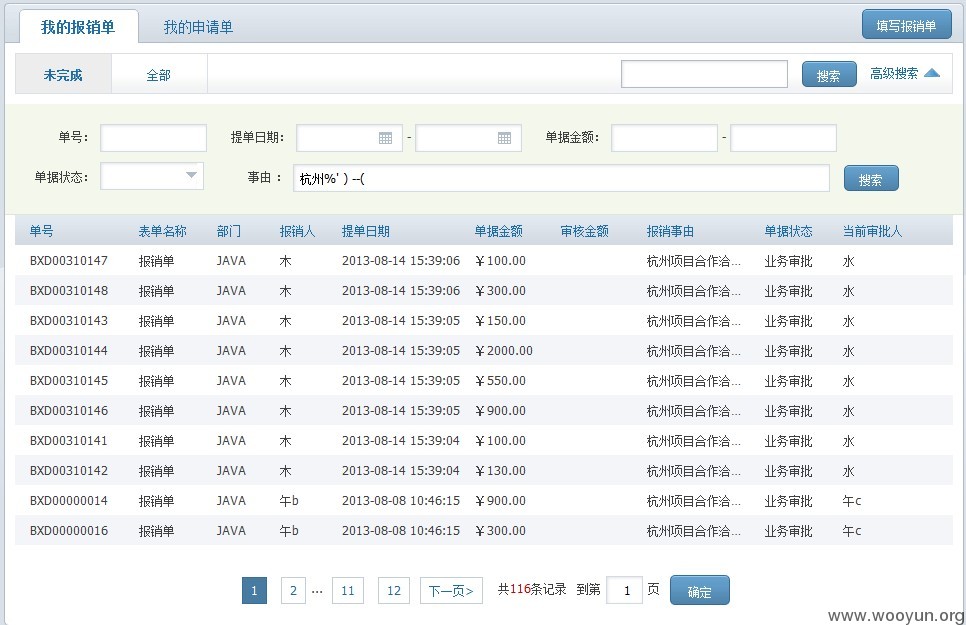 我的报销单 我的申请单 填写报销单
未完成 全部 搜索 高级搜索
单号： 提单日期： - 单据金额： -
单据状态： 事由： 杭州%' ) --( 搜索
单号 表单名称 部门 报销人 提单日期 单据金额 审核金额 报销事由 单据状态 当前审批人
BXD00310147 报销单 JAVA 木 2013-08-14 15:39:06 ￥100.00 杭州项目合作洽... 业务审批 水
BXD00310148 报销单 JAVA 木 2013-08-14 15:39:06 ￥300.00 杭州项目合作洽... 业务审批 水
BXD00310143 报销单 JAVA 木 2013-08-14 15:39:05 ￥150.00 杭州项目合作洽... 业务审批 水
BXD00310144 报销单 JAVA 木 2013-08-14 15:39:05 ￥2000.00 杭州项目合作洽... 业务审批 水
BXD00310145 报销单 JAVA 木 2013-08-14 15:39:05 ￥550.00 杭州项目合作洽... 业务审批 水
BXD00310146 报销单 JAVA 木 2013-08-14 15:39:05 ￥900.00 杭州项目合作洽... 业务审批 水
BXD00310141 报销单 JAVA 木 2013-08-14 15:39:04 ￥100.00 杭州项目合作洽... 业务审批 水
BXD00310142 报销单 JAVA 木 2013-08-14 15:39:04 ￥130.00 杭州项目合作洽... 业务审批 水
BXD00000014 报销单 JAVA 午b 2013-08-08 10:46:15 ￥900.00 杭州项目合作洽... 业务审批 午c
BXD00000016 报销单 JAVA 午b 2013-08-08 10:46:15 ￥300.00 杭州项目合作洽... 业务审批 午c
1 2 ... 11 12 下一页> 共116条记录 到第 1 页 确定
www.wooyun.org